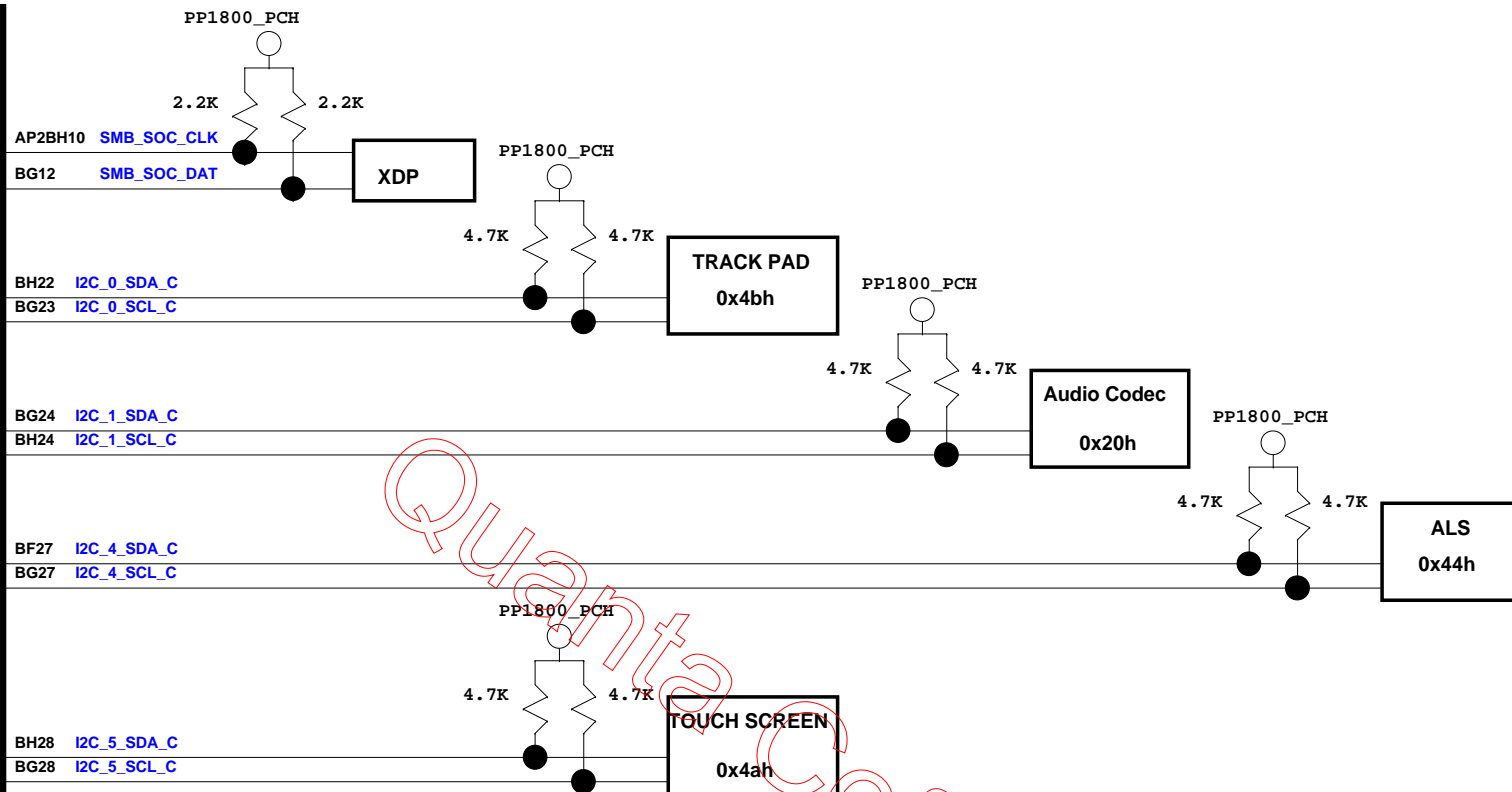 PP1800_PCH
2.2K 2.2K
AP2BH10 SMB_SOC_CLK
BG12 SMB_SOC_DAT
XDP
PP1800_PCH
4.7K 4.7K
TRACK PAD
0x4bh
BH22 I2C_0_SDA_C
BG23 I2C_0_SCL_C
PP1800_PCH
4.7K 4.7K
Audio Codec
0x20h
BG24 I2C_1_SDA_C
BH24 I2C_1_SCL_C
PP1800_PCH
4.7K 4.7K
ALS
0x44h
BF27 I2C_4_SDA_C
BG27 I2C_4_SCL_C
PP1800_PCH
4.7K 4.7K
TOUCH SCREEN
0x4ah
BH28 I2C_5_SDA_C
BG28 I2C_5_SCL_C
Quanta